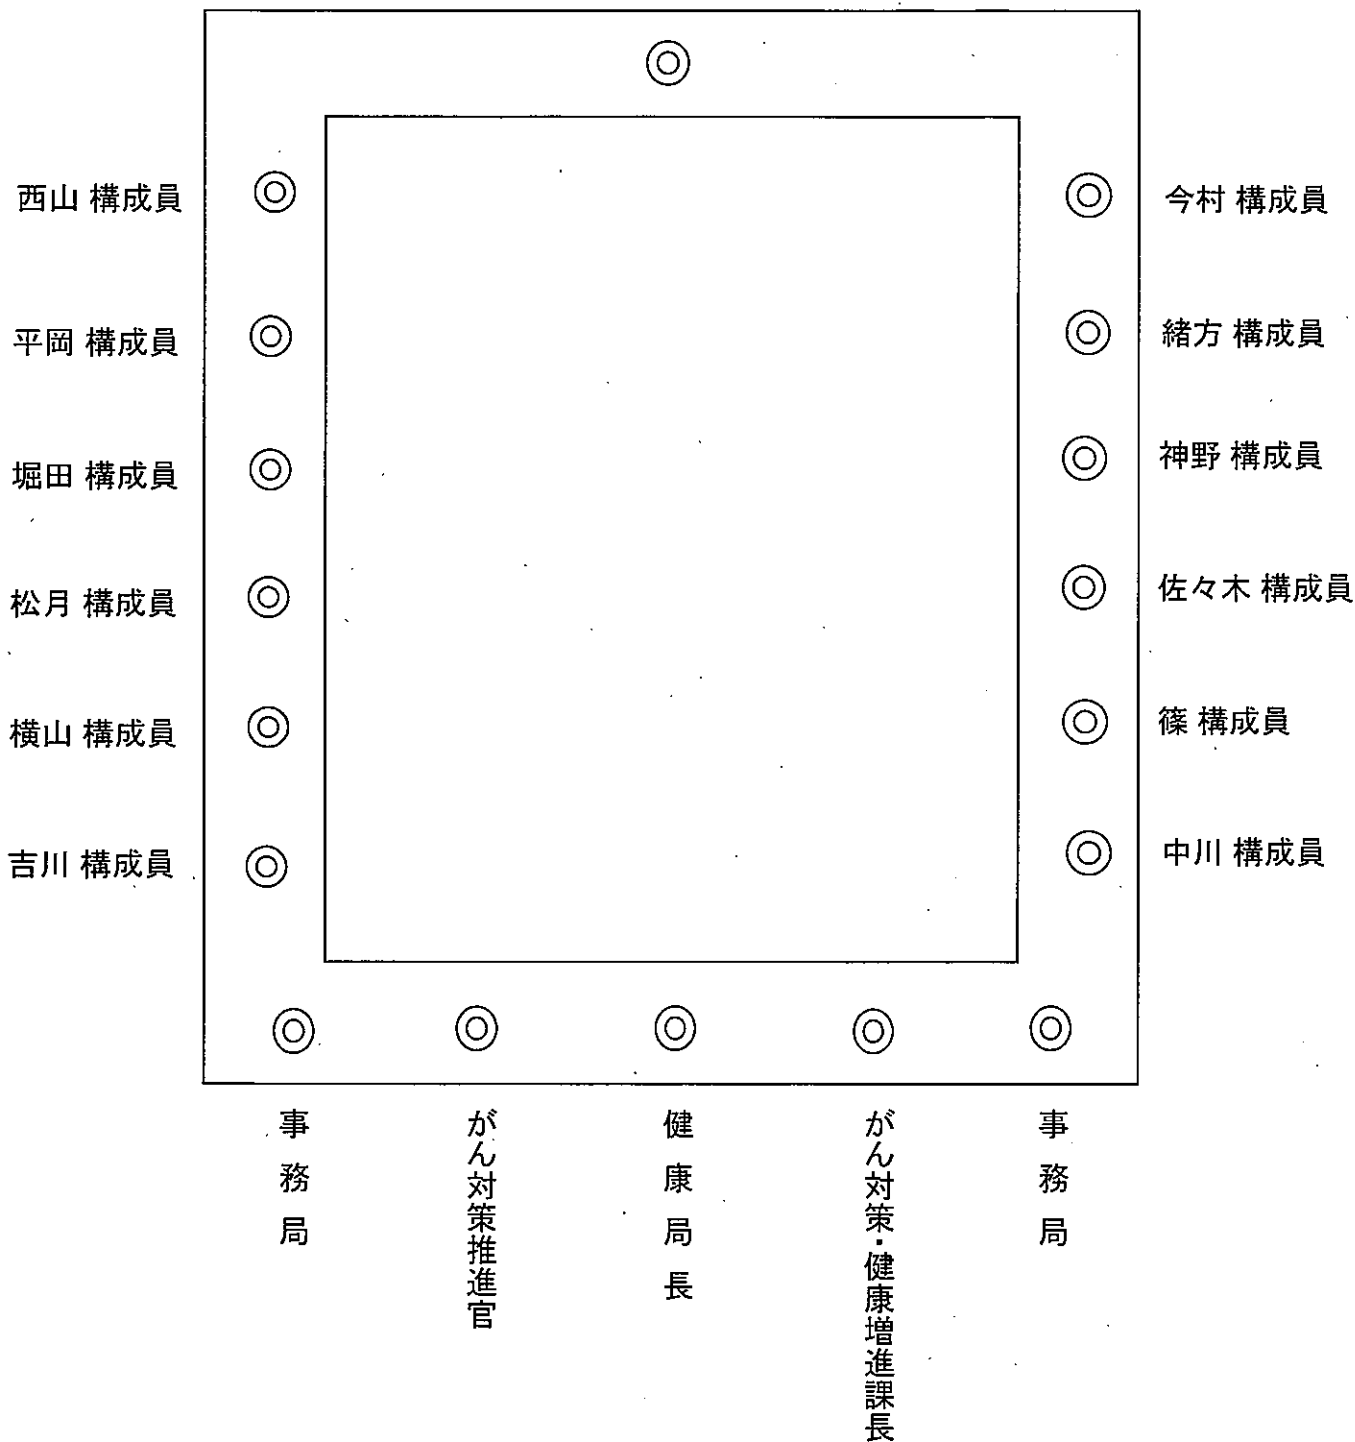 西山 構成員
平岡 構成員
堀田 構成員
松月 構成員
横山 構成員
吉川 構成員
今村 構成員
緒方 構成員
神野 構成員
佐々木 構成員
篠 構成員
中川 構成員
事務局
がん対策推進官
健康局長
がん対策・健康増進課長
事務局